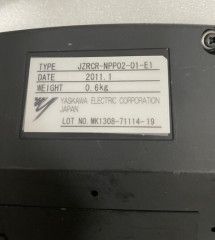 TYPE JZRCR-NPP02-01-E1
DATE 2011.1
WEIGHT 0.6kg
YASKAWA ELECTRIC CORPORATION
JAPAN
LOT NO. MK1308-71114-19